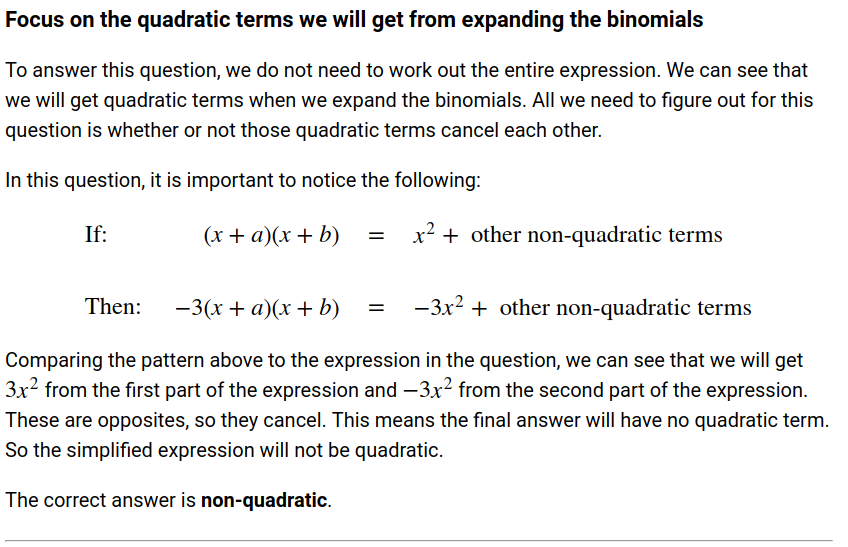 Focus on the quadratic terms we will get from expanding the binomials
To answer this question, we do not need to work out the entire expression. We can see that
we will get quadratic terms when we expand the binomials. All we need to figure out for this
question is whether or not those quadratic terms cancel each other.
In this question, it is important to notice the following:
If: (x + a)(x + b) = x² + other non-quadratic terms
Then: −3(x + a)(x + b) = −3x² + other non-quadratic terms
Comparing the pattern above to the expression in the question, we can see that we will get
3x² from the first part of the expression and −3x² from the second part of the expression.
These are opposites, so they cancel. This means the final answer will have no quadratic term.
So the simplified expression will not be quadratic.
The correct answer is non-quadratic.